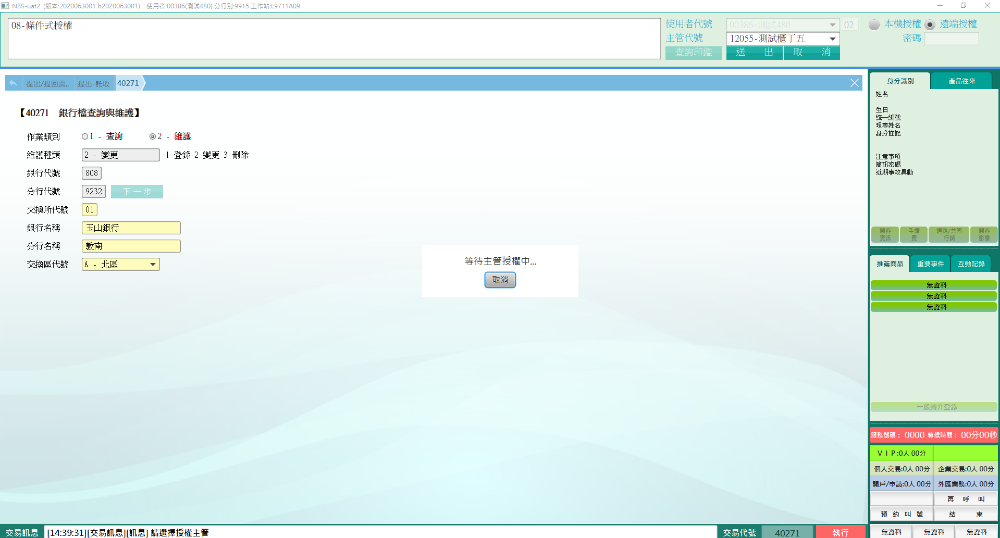 NBS-uat2 (版本:2020063001.b2020063001) 使用者:00386(測試480) 分行別:9915 工作站:L9711A09
08-條件式授權
使用者代號 00386-測試480 02 本機授權 遠端授權
主管代號 12055-測試櫃丁五 密碼
查詢印鑑 送 出 取 消
提出/提回票.. 提出-託收 40271
【40271 銀行檔查詢與維護】
作業類別 1 - 查詢 2 - 維護
維護種類 2 - 變更 1-登錄 2-變更 3-刪除
銀行代號 808
分行代號 9232 下一步
交換所代號 01
銀行名稱 玉山銀行
分行名稱 敦南
交換區代號 A - 北區
等待主管授權中...
取消
身分識別 產品往來
姓名
生日
統一編號
理專姓名
身分註記
注意事項
簡訊密碼
近期事故異動
顧客資訊 手續費 通路/共同行銷 顧客影像
推薦商品 重要事件 互動記錄
無資料
無資料
無資料
一般轉介登錄
服務號碼： 0000 等候時間： 00分00秒
ＶＩＰ:0人 00分
個人交易:0人 00分 企業交易:0人 00分
開戶/申請:0人 00分 外匯業務:0人 00分
再 呼 叫
預 約 叫 號 結 束
無資料 無資料 無資料
交易訊息 [14:39:31][交易訊息][訊息] 請選擇授權主管 交易代號 40271 執行